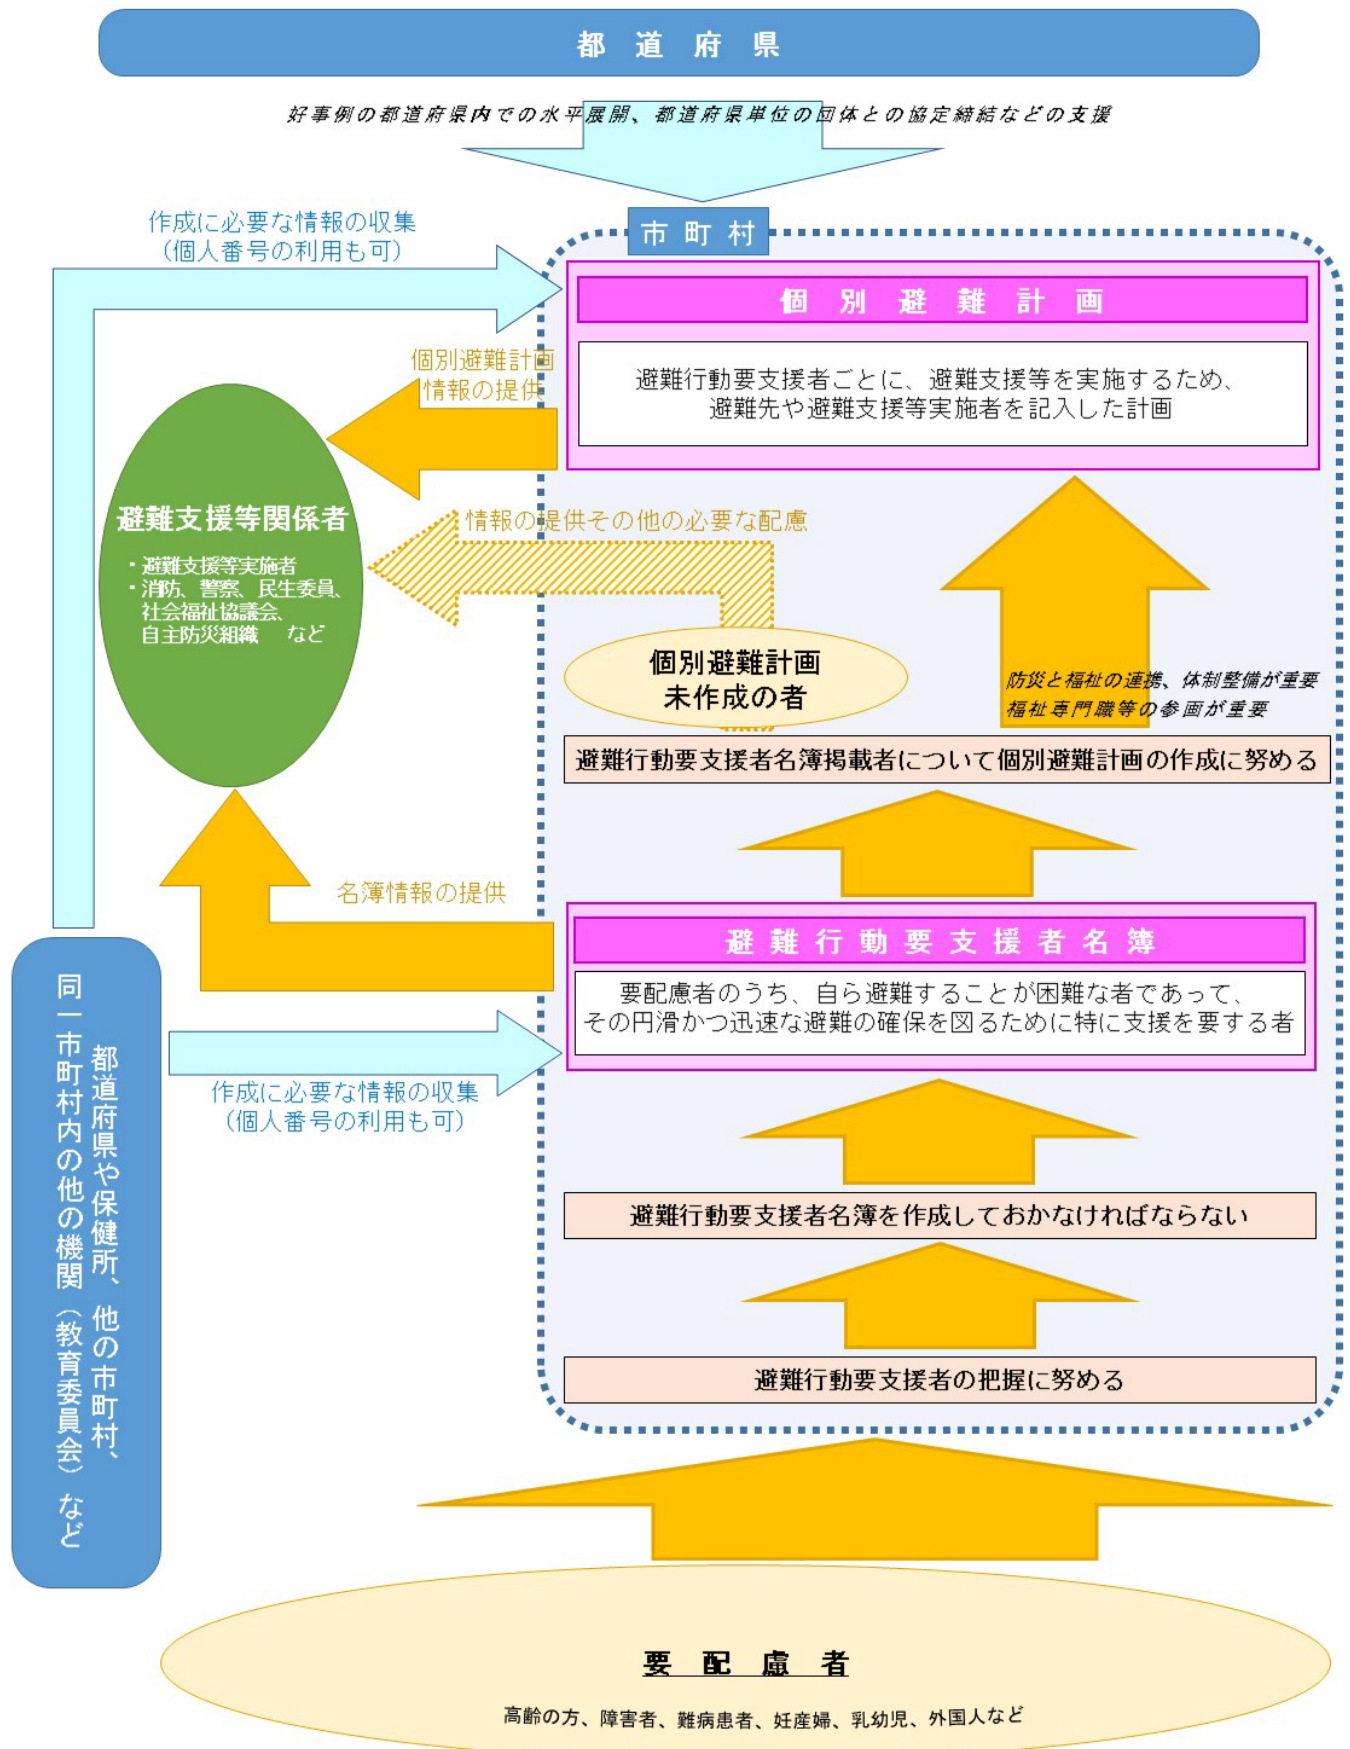 都道府県
好事例の都道府県内での水平展開、都道府県単位の団体との協定締結などの支援
市町村
作成に必要な情報の収集
（個人番号の利用も可）
個別避難計画
避難行動要支援者ごとに、避難支援等を実施するため、
避難先や避難支援等実施者を記入した計画
個別避難計画
情報の提供
避難支援等関係者
・避難支援等実施者
・消防、警察、民生委員、
社会福祉協議会、
自主防災組織　など
情報の提供その他の必要な配慮
個別避難計画
未作成の者
防災と福祉の連携、体制整備が重要
福祉専門職等の参画が重要
避難行動要支援者名簿掲載者について個別避難計画の作成に努める
名簿情報の提供
避難行動要支援者名簿
要配慮者のうち、自ら避難することが困難な者であって、
その円滑かつ迅速な避難の確保を図るために特に支援を要する者
作成に必要な情報の収集
（個人番号の利用も可）
都道府県や保健所、他の市町村、
同一市町村内の他の機関（教育委員会）など
避難行動要支援者名簿を作成しておかなければならない
避難行動要支援者の把握に努める
要配慮者
高齢の方、障害者、難病患者、妊産婦、乳幼児、外国人など